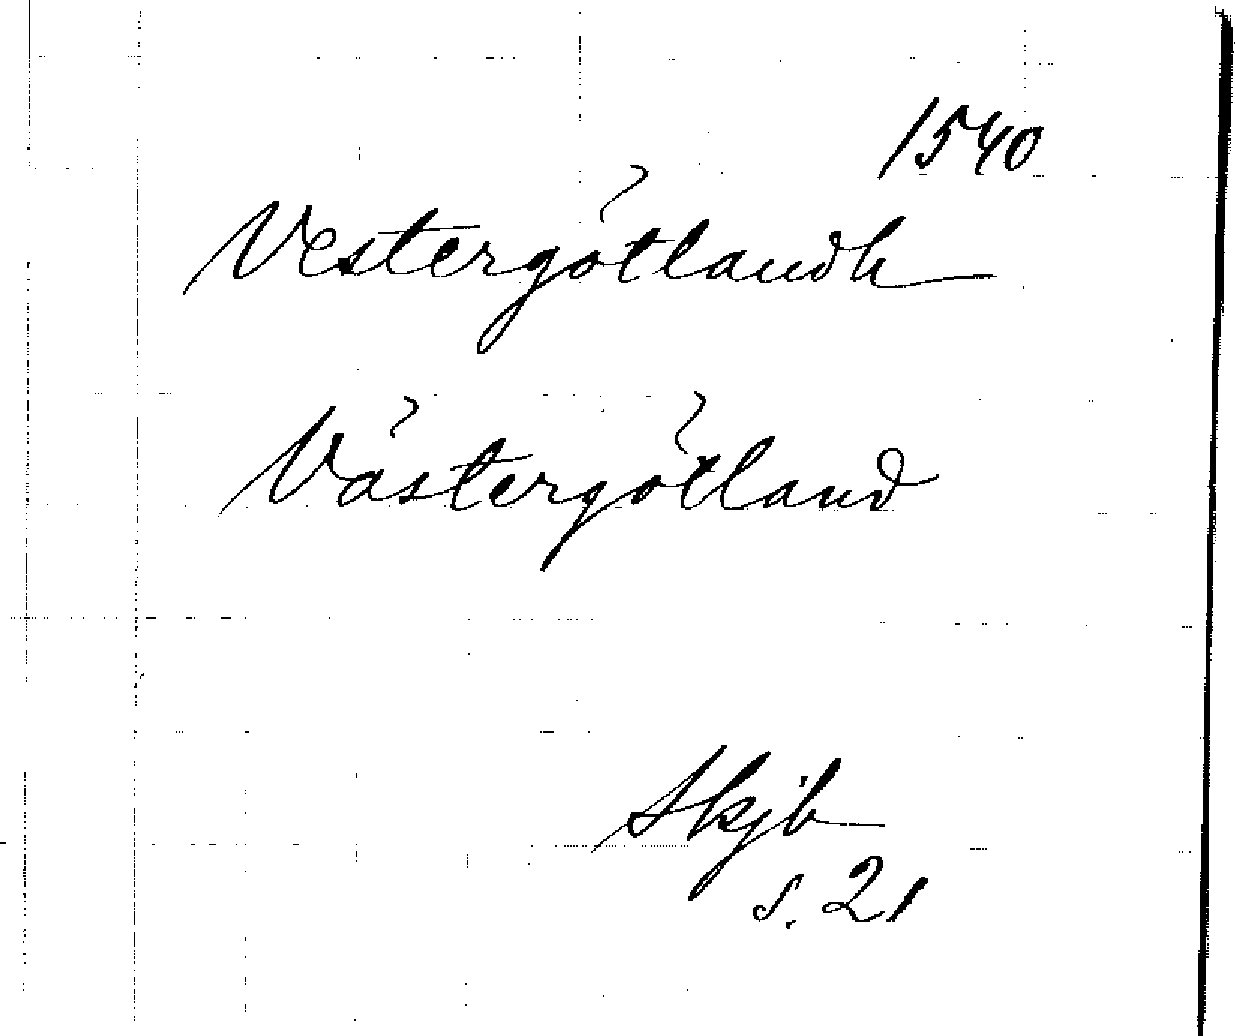 1540
Vestergötlandh
Västergötland
Skjb
s. 21